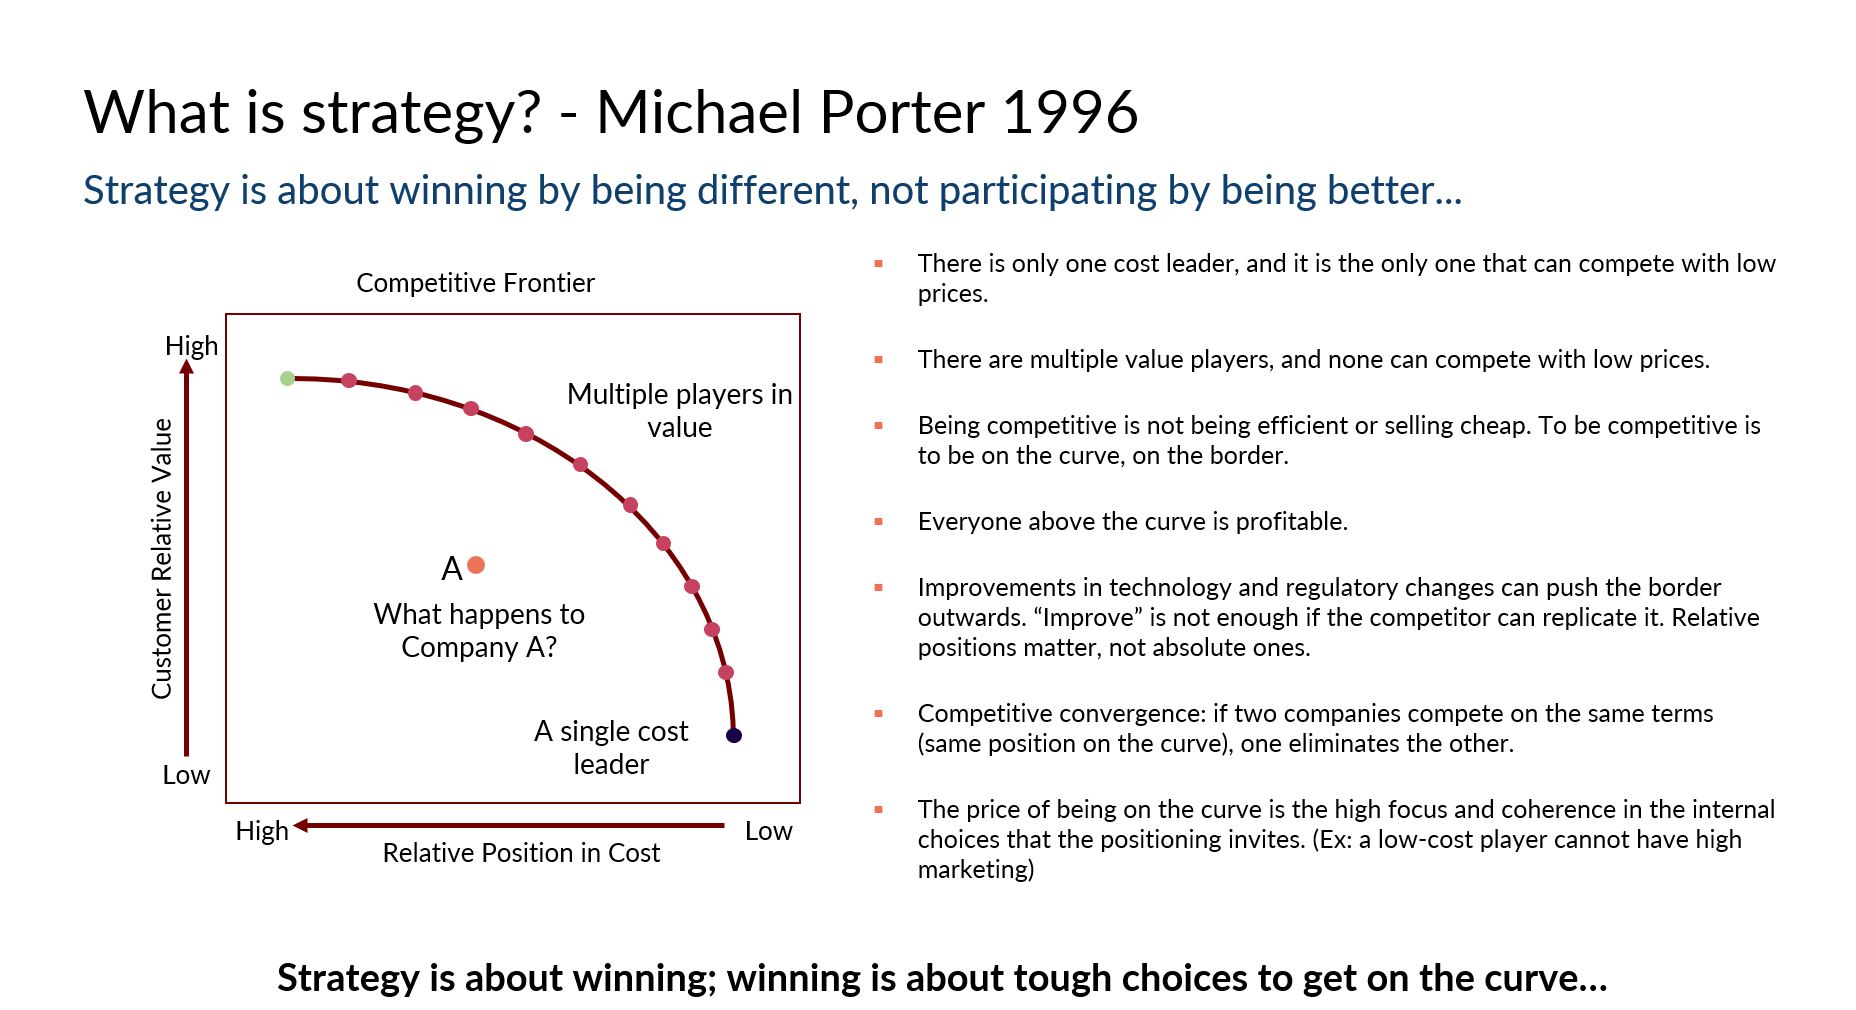 What is strategy? - Michael Porter 1996
Strategy is about winning by being different, not participating by being better...
Competitive Frontier
High
Customer Relative Value
Low
Multiple players in
value
A
What happens to
Company A?
A single cost
leader
High
Low
Relative Position in Cost
There is only one cost leader, and it is the only one that can compete with low
prices.
There are multiple value players, and none can compete with low prices.
Being competitive is not being efficient or selling cheap. To be competitive is
to be on the curve, on the border.
Everyone above the curve is profitable.
Improvements in technology and regulatory changes can push the border
outwards. “Improve” is not enough if the competitor can replicate it. Relative
positions matter, not absolute ones.
Competitive convergence: if two companies compete on the same terms
(same position on the curve), one eliminates the other.
The price of being on the curve is the high focus and coherence in the internal
choices that the positioning invites. (Ex: a low-cost player cannot have high
marketing)
Strategy is about winning; winning is about tough choices to get on the curve...